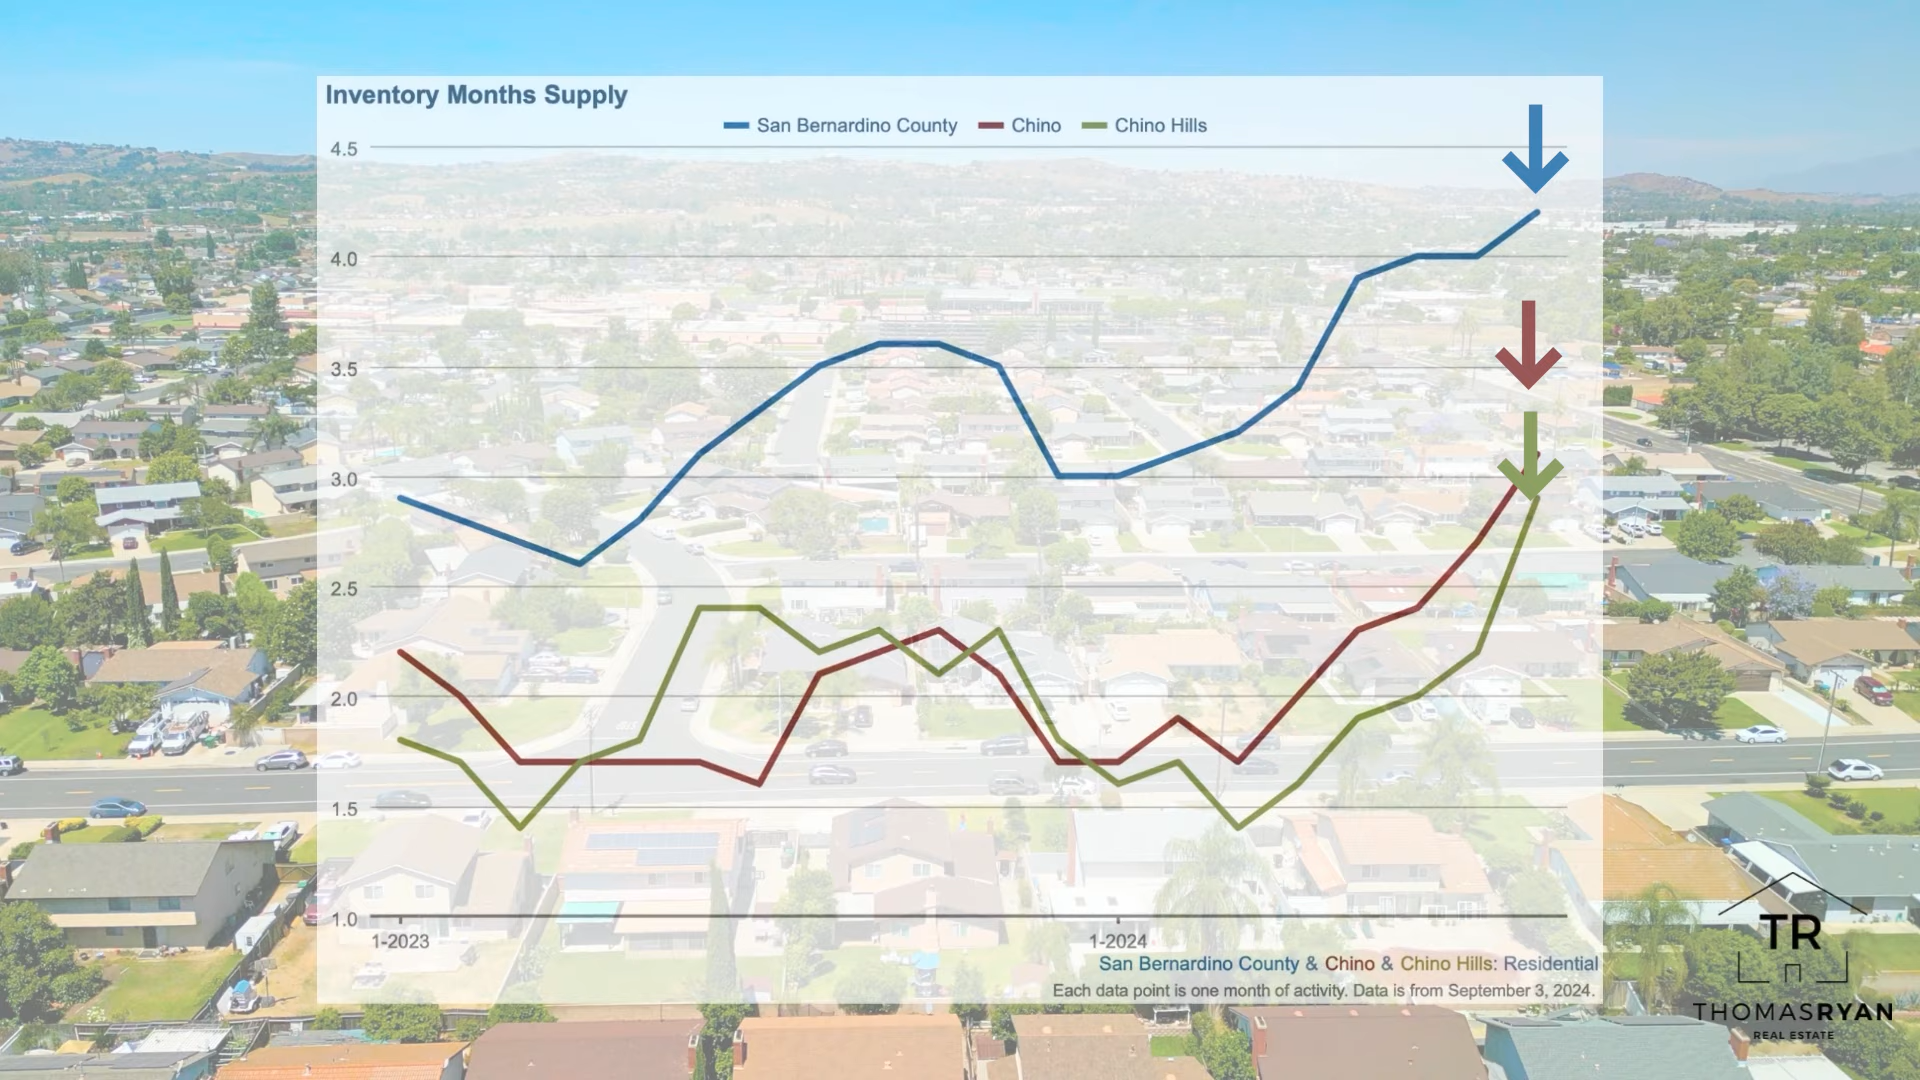 Inventory Months Supply
San Bernardino County Chino Chino Hills
4.5
4.0
3.5
3.0
2.5
2.0
1.5
1.0
1-2023 1-2024
San Bernardino County & Chino & Chino Hills: Residential
Each data point is one month of activity. Data is from September 3, 2024.
TR
THOMASRYAN
REAL ESTATE